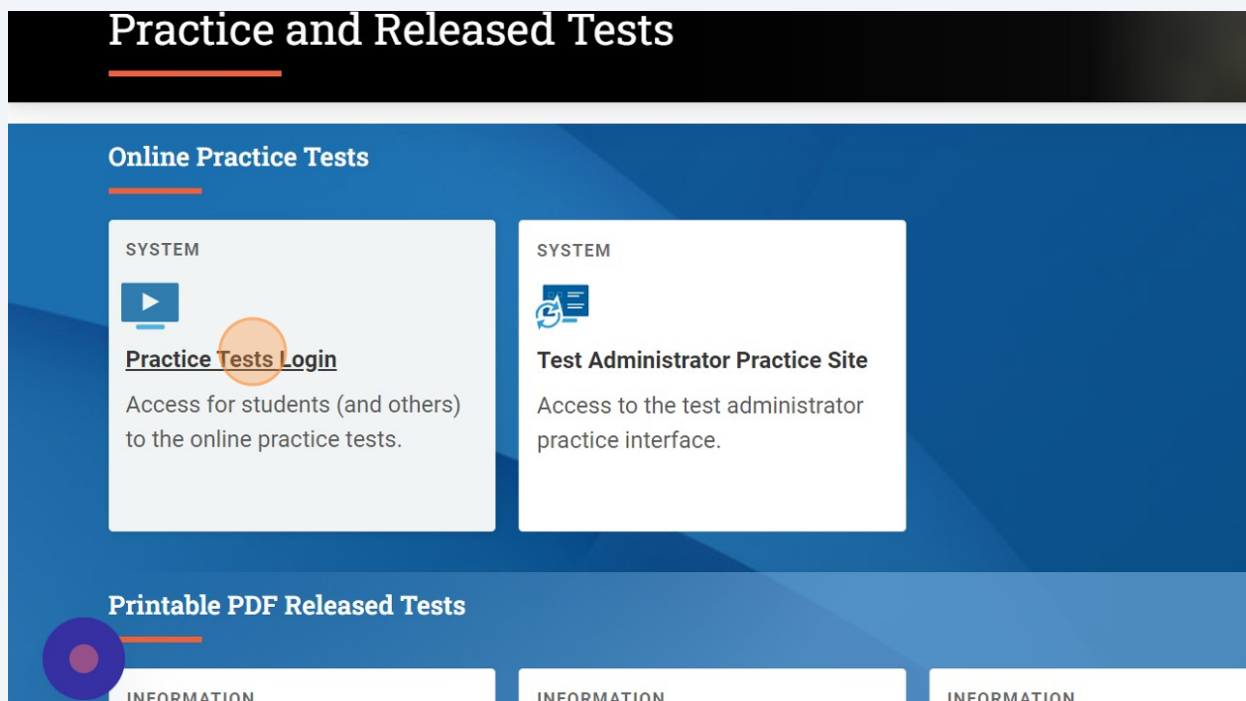 Practice and Released Tests
Online Practice Tests
SYSTEM
Practice Tests Login
Access for students (and others)
to the online practice tests.
SYSTEM
Test Administrator Practice Site
Access to the test administrator
practice interface.
Printable PDF Released Tests
INFORMATION
INFORMATION
INFORMATION